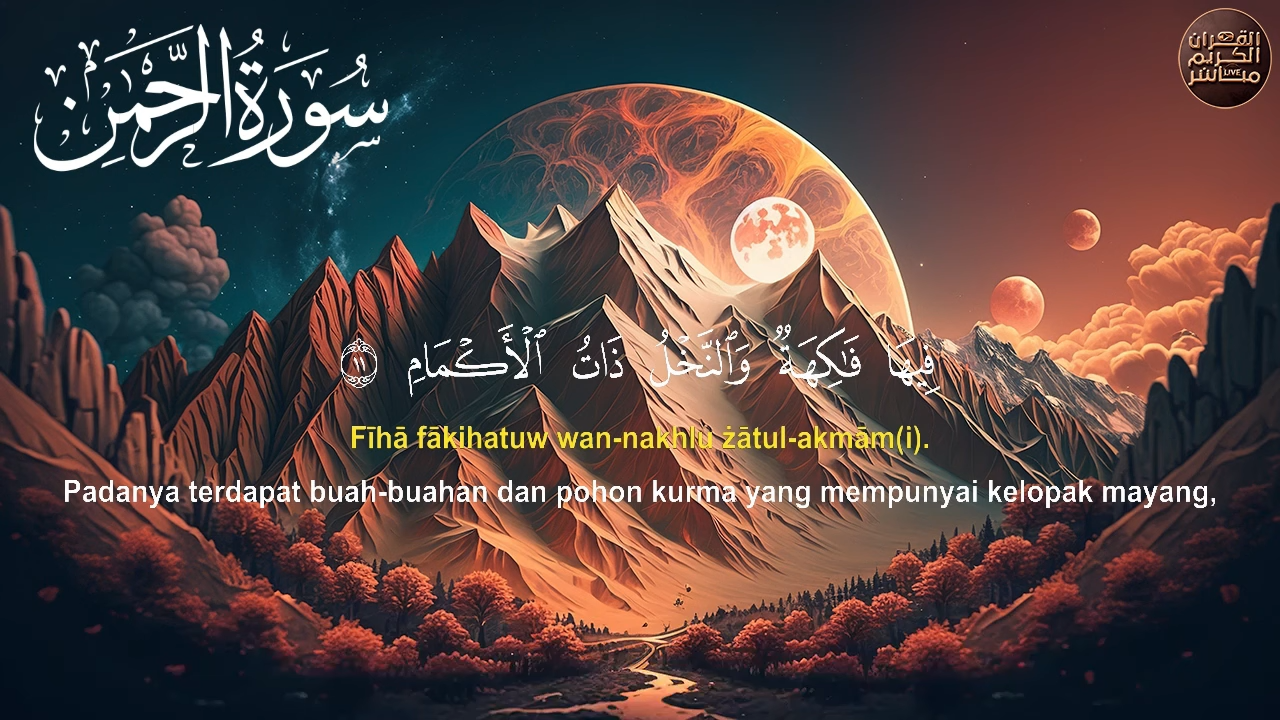 سُورَةُ الرَّحْمَٰنِ
القرآن
الكريم
مباشر
LIVE
فِيهَا فَٰكِهَةٌ وَٱلنَّخْلُ ذَاتُ ٱلْأَكْمَامِ ١١
Fīhā fākihatuw wan-nakhlu żātul-akmām(i).
Padanya terdapat buah-buahan dan pohon kurma yang mempunyai kelopak mayang,